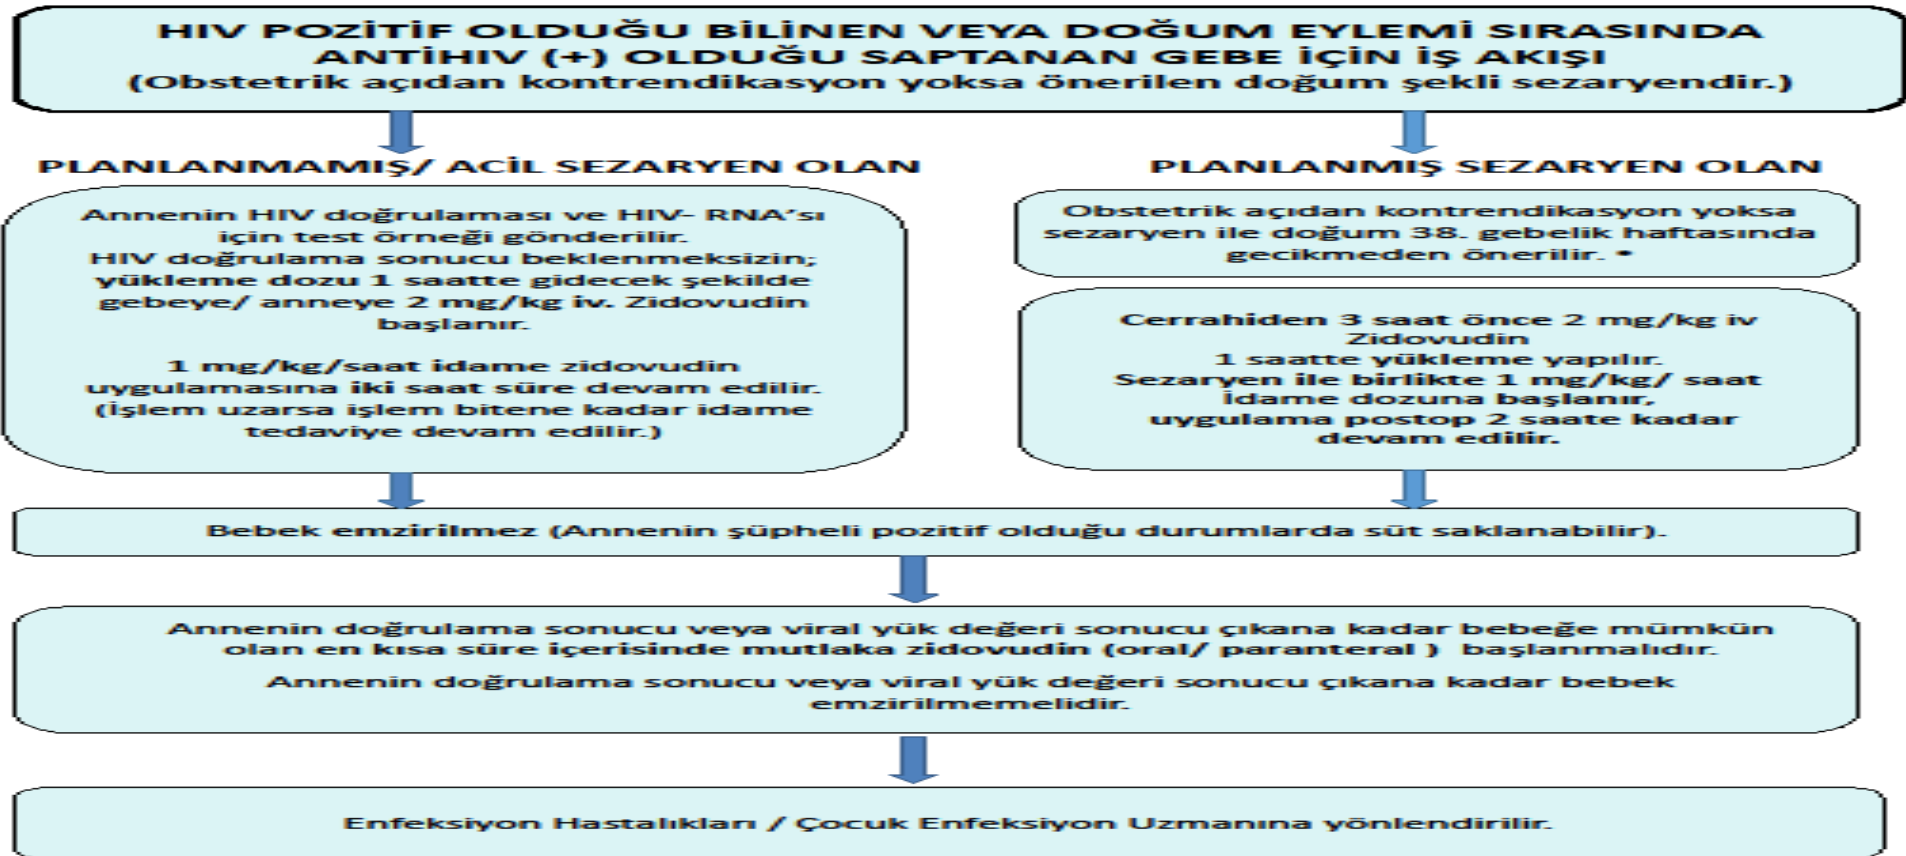 HIV POZİTİF OLDUĞU BİLİNEN VEYA DOĞUM EYLEMİ SIRASINDA
ANTİHIV (+) OLDUĞU SAPTANAN GEBE İÇİN İŞ AKIŞI
(Obstetrik açıdan kontrendikasyon yoksa önerilen doğum şekli sezaryendir.)
PLANLANMAMIŞ/ ACİL SEZARYEN OLAN
Annenin HIV doğrulaması ve HIV- RNA’sı
için test örneği gönderilir.
HIV doğrulama sonucu beklenmeksizin;
yükleme dozu 1 saatte gidecek şekilde
gebeye/ anneye 2 mg/kg iv. Zidovudin
başlanır.
1 mg/kg/saat idame zidovudin
uygulamasına iki saat süre devam edilir.
(İşlem uzarsa işlem bitene kadar idame
tedaviye devam edilir.)
PLANLANMIŞ SEZARYEN OLAN
Obstetrik açıdan kontrendikasyon yoksa
sezaryen ile doğum 38. gebelik haftasında
gecikmeden önerilir. *
Cerrahiden 3 saat önce 2 mg/kg iv
Zidovudin
1 saatte yükleme yapılır.
Sezaryen ile birlikte 1 mg/kg/ saat
İdame dozuna başlanır,
uygulama postop 2 saate kadar
devam edilir.
Bebek emzirilmez (Annenin şüpheli pozitif olduğu durumlarda süt saklanabilir).
Annenin doğrulama sonucu veya viral yük değeri sonucu çıkana kadar bebeğe mümkün
olan en kısa süre içerisinde mutlaka zidovudin (oral/ paranteral ) başlanmalıdır.
Annenin doğrulama sonucu veya viral yük değeri sonucu çıkana kadar bebek
emzirilmemelidir.
Enfeksiyon Hastalıkları / Çocuk Enfeksiyon Uzmanına yönlendirilir.